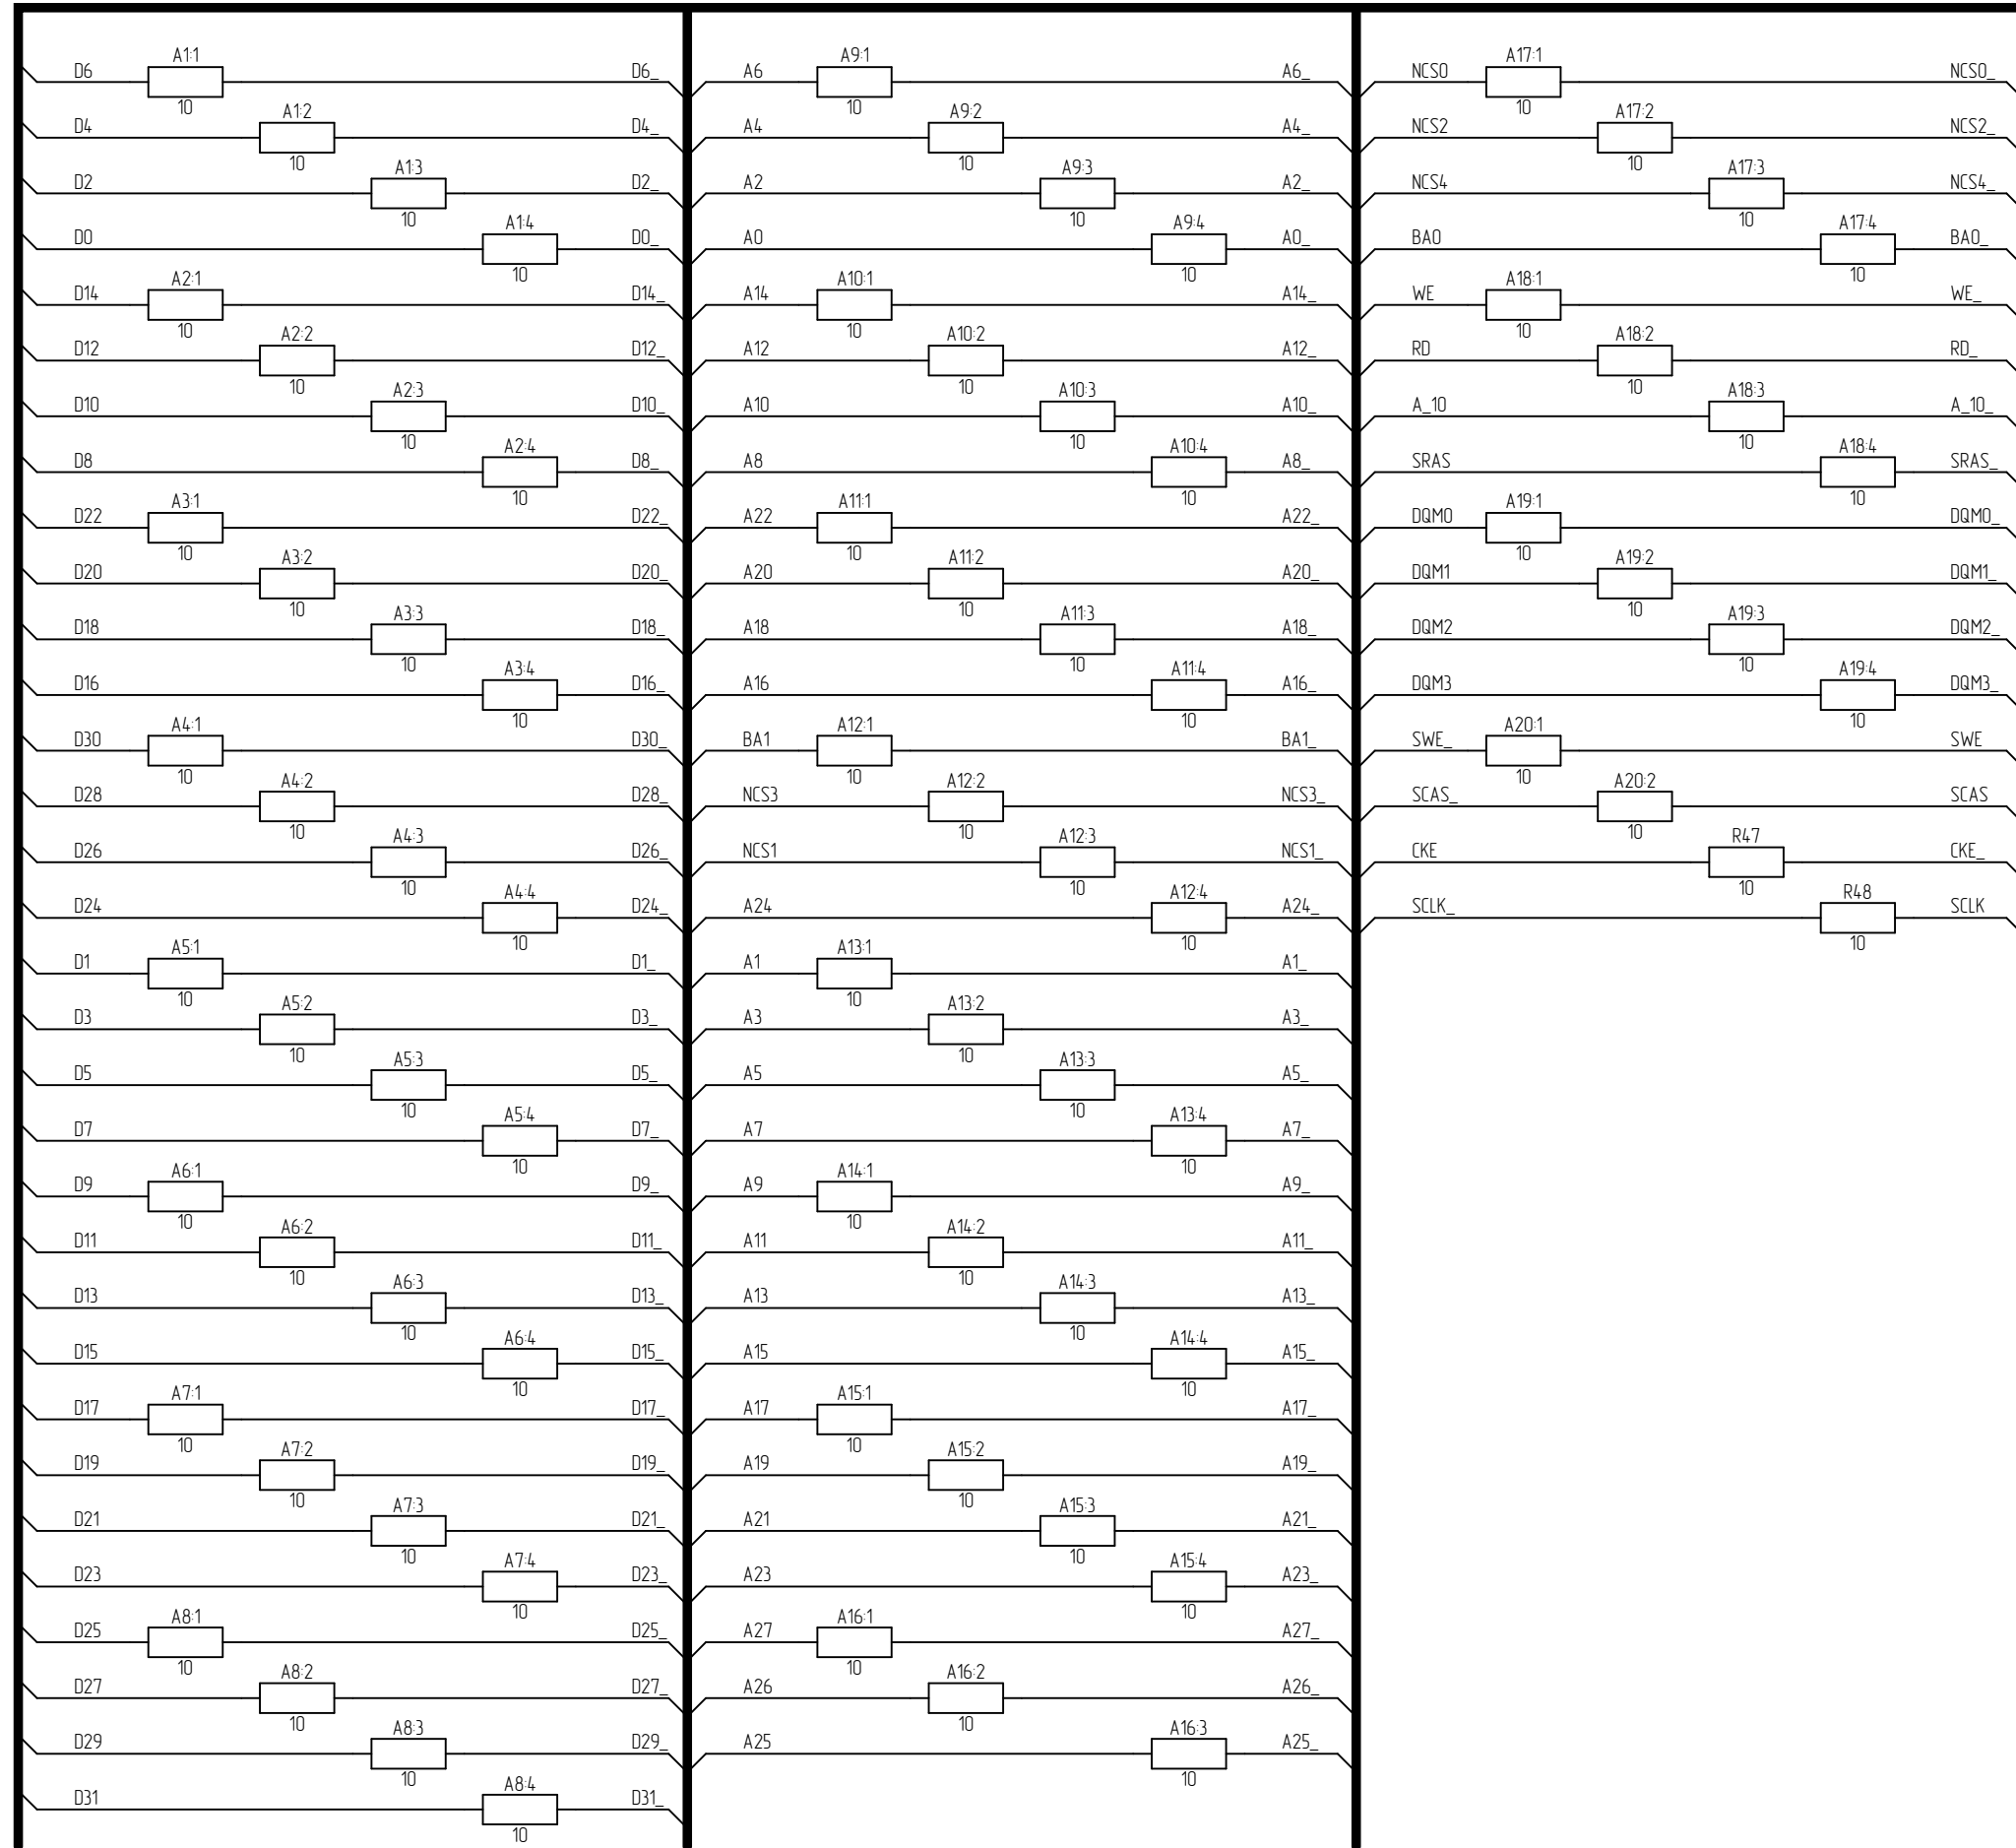 D6 A1:1 10 D6_
D4 A1:2 10 D4_
D2 A1:3 10 D2_
D0 A1:4 10 D0_
D14 A2:1 10 D14_
D12 A2:2 10 D12_
D10 A2:3 10 D10_
D8 A2:4 10 D8_
D22 A3:1 10 D22_
D20 A3:2 10 D20_
D18 A3:3 10 D18_
D16 A3:4 10 D16_
D30 A4:1 10 D30_
D28 A4:2 10 D28_
D26 A4:3 10 D26_
D24 A4:4 10 D24_
D1 A5:1 10 D1_
D3 A5:2 10 D3_
D5 A5:3 10 D5_
D7 A5:4 10 D7_
D9 A6:1 10 D9_
D11 A6:2 10 D11_
D13 A6:3 10 D13_
D15 A6:4 10 D15_
D17 A7:1 10 D17_
D19 A7:2 10 D19_
D21 A7:3 10 D21_
D23 A7:4 10 D23_
D25 A8:1 10 D25_
D27 A8:2 10 D27_
D29 A8:3 10 D29_
D31 A8:4 10 D31_
A6 A9:1 10 A6_
A4 A9:2 10 A4_
A2 A9:3 10 A2_
A0 A9:4 10 A0_
A14 A10:1 10 A14_
A12 A10:2 10 A12_
A10 A10:3 10 A10_
A8 A10:4 10 A8_
A22 A11:1 10 A22_
A20 A11:2 10 A20_
A18 A11:3 10 A18_
A16 A11:4 10 A16_
BA1 A12:1 10 BA1_
NCS3 A12:2 10 NCS3_
NCS1 A12:3 10 NCS1_
A24 A12:4 10 A24_
A1 A13:1 10 A1_
A3 A13:2 10 A3_
A5 A13:3 10 A5_
A7 A13:4 10 A7_
A9 A14:1 10 A9_
A11 A14:2 10 A11_
A13 A14:3 10 A13_
A15 A14:4 10 A15_
A17 A15:1 10 A17_
A19 A15:2 10 A19_
A21 A15:3 10 A21_
A23 A15:4 10 A23_
A27 A16:1 10 A27_
A26 A16:2 10 A26_
A25 A16:3 10 A25_
NCS0 A17:1 10 NCS0_
NCS2 A17:2 10 NCS2_
NCS4 A17:3 10 NCS4_
BA0 A17:4 10 BA0_
WE A18:1 10 WE_
RD A18:2 10 RD_
A_10 A18:3 10 A_10_
SRAS A18:4 10 SRAS_
DQM0 A19:1 10 DQM0_
DQM1 A19:2 10 DQM1_
DQM2 A19:3 10 DQM2_
DQM3 A19:4 10 DQM3_
SWE_ A20:1 10 SWE
SCAS_ A20:2 10 SCAS
CKE R47 10 CKE_
SCLK_ R48 10 SCLK